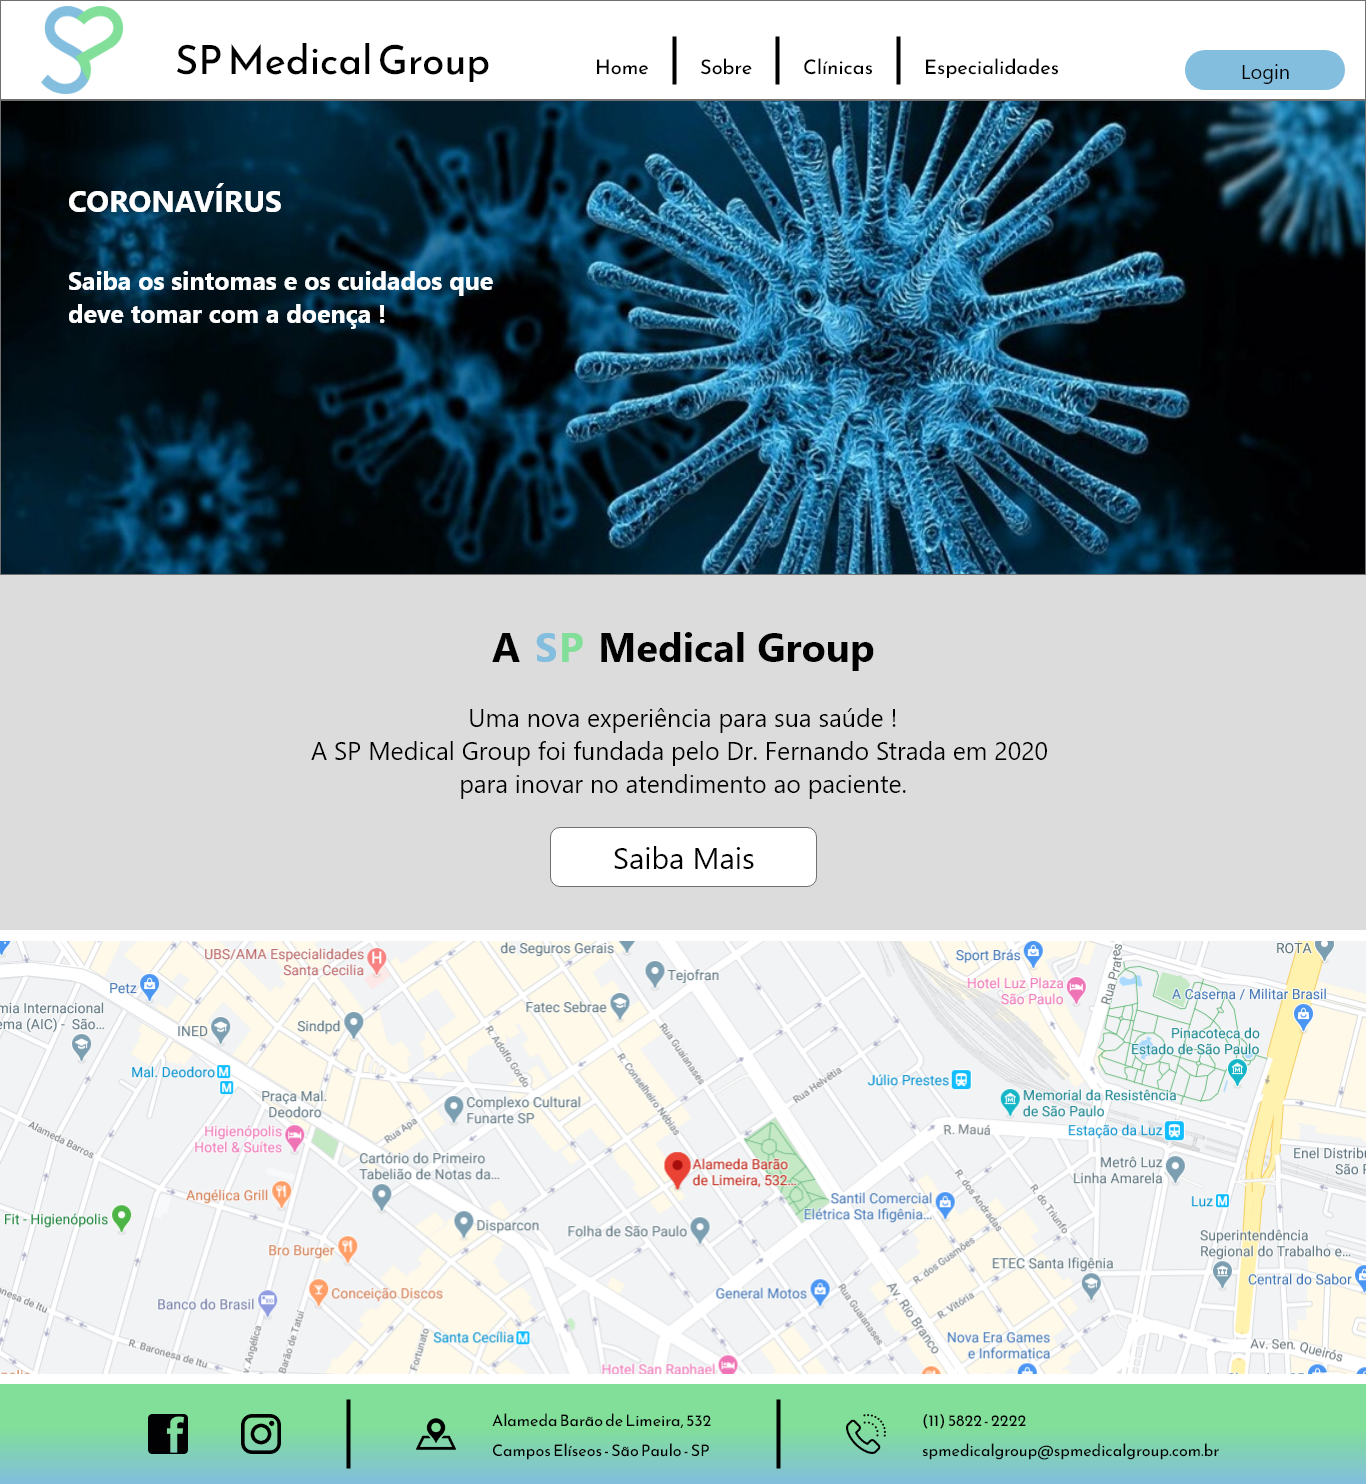 SP Medical Group
Home
Sobre
Clínicas
Especialidades
Login
CORONAVÍRUS
Saiba os sintomas e os cuidados que
deve tomar com a doença !
A SP Medical Group
Uma nova experiência para sua saúde !
A SP Medical Group foi fundada pelo Dr. Fernando Strada em 2020
para inovar no atendimento ao paciente.
Saiba Mais
UBS/AMA Especialidades
Santa Cecilia
de Seguros Gerais
Tejofran
Sport Brás
Rua Prates
ROTA
Petz
Hotel Luz Plaza
São Paulo
A Caserna / Militar Brasil
mia Internacional
ema (AIC) - São...
Fatec Sebrae
INED
Sindpd
R. Adolfo Gordo
Rua Guaianases
Pinacoteca do
Estado de São Paulo
Mal. Deodoro
M
M
R. Conselheiro Nébias
Rua Helvétia
Júlio Prestes
Praça Mal.
Deodoro
Complexo Cultural
Funarte SP
Memorial da Resistência
de São Paulo
Alameda Barros
Higienópolis
Hotel & Suites
Rua Apa
R. Mauá
Estação da Luz
Cartório do Primeiro
Tabelião de Notas da...
Alameda Barão
de Limeira, 532...
Metrô Luz
Linha Amarela
Enel Distribu
São F
Angélica Grill
Santil Comercial
Elétrica Sta Ifigênia...
R. dos Andradas
R. do Triunfo
Luz
M
Fit - Higienópolis
Disparcon
Folha de São Paulo
Superintendência
Regional do Trabalho e...
Bro Burger
R. dos Gusmões
ETEC Santa Ifigênia
Central do Sabor
Conceição Discos
General Motos
Rua Guaianases
Av. Rio Branco
R. Vitória
Banco do Brasil
aronesa de Itu
R. Baronesa de Itu
v. Angélica
Barão de Tatuí
Fortunato
Santa Cecília
M
Nova Era Games
e Informatica
Av. Sen. Queirós
Hotel San Raphael
Alameda Barão de Limeira, 532
Campos Elíseos - São Paulo - SP
(11) 5822 - 2222
spmedicalgroup@spmedicalgroup.com.br